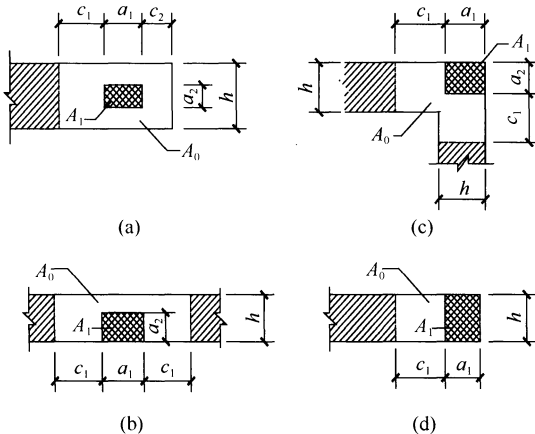 c₁ a₁ c₂
A₁ a₂ h
A₀
(a)
c₁ a₁
A₁
h a₂
A₀ c₁
h
(c)
A₀
A₁ a₂ h
c₁ a₁ c₁
(b)
A₀
A₁ h
c₁ a₁
(d)